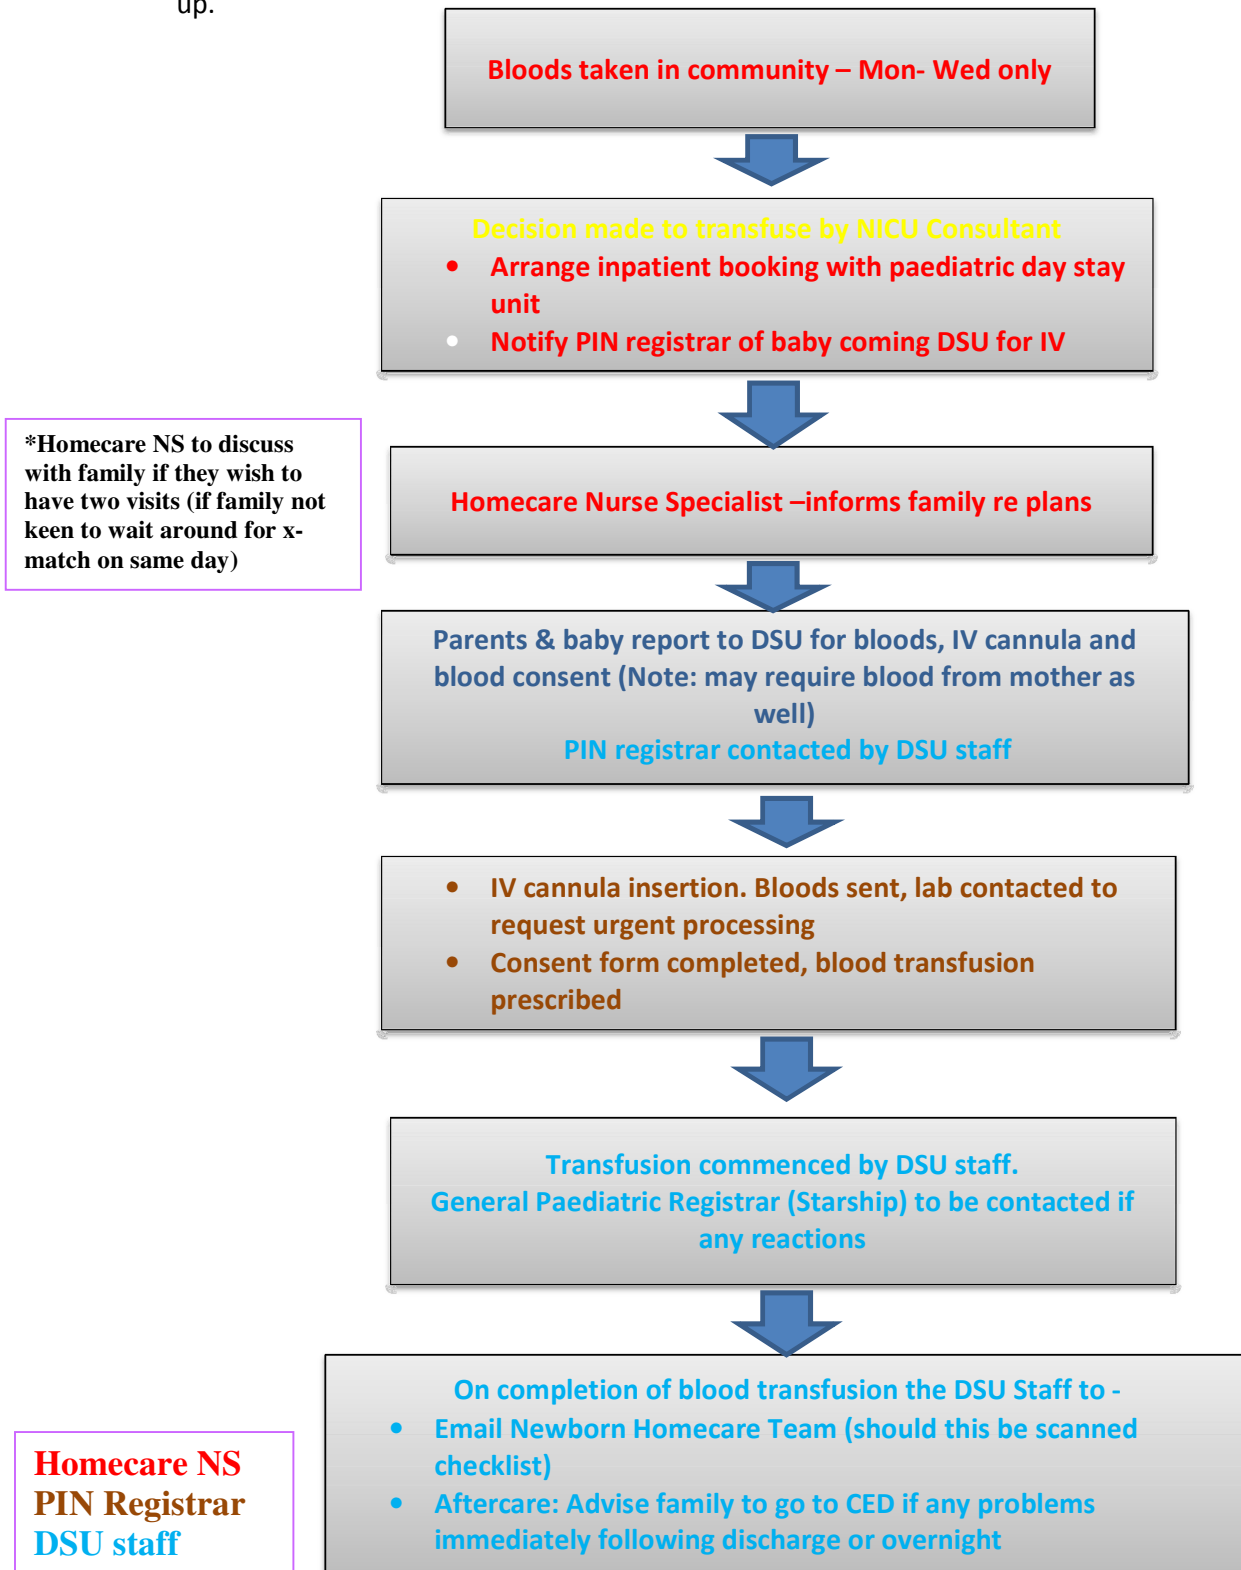 up.
Bloods taken in community – Mon- Wed only
Decision made to transfuse by NICU Consultant
• Arrange inpatient booking with paediatric day stay
unit
• Notify PIN registrar of baby coming DSU for IV
*Homecare NS to discuss
with family if they wish to
have two visits (if family not
keen to wait around for x-
match on same day)
Homecare Nurse Specialist –informs family re plans
Parents & baby report to DSU for bloods, IV cannula and
blood consent (Note: may require blood from mother as
well)
PIN registrar contacted by DSU staff
• IV cannula insertion. Bloods sent, lab contacted to
request urgent processing
• Consent form completed, blood transfusion
prescribed
Transfusion commenced by DSU staff.
General Paediatric Registrar (Starship) to be contacted if
any reactions
On completion of blood transfusion the DSU Staff to -
• Email Newborn Homecare Team (should this be scanned
checklist)
• Aftercare: Advise family to go to CED if any problems
immediately following discharge or overnight
Homecare NS
PIN Registrar
DSU staff